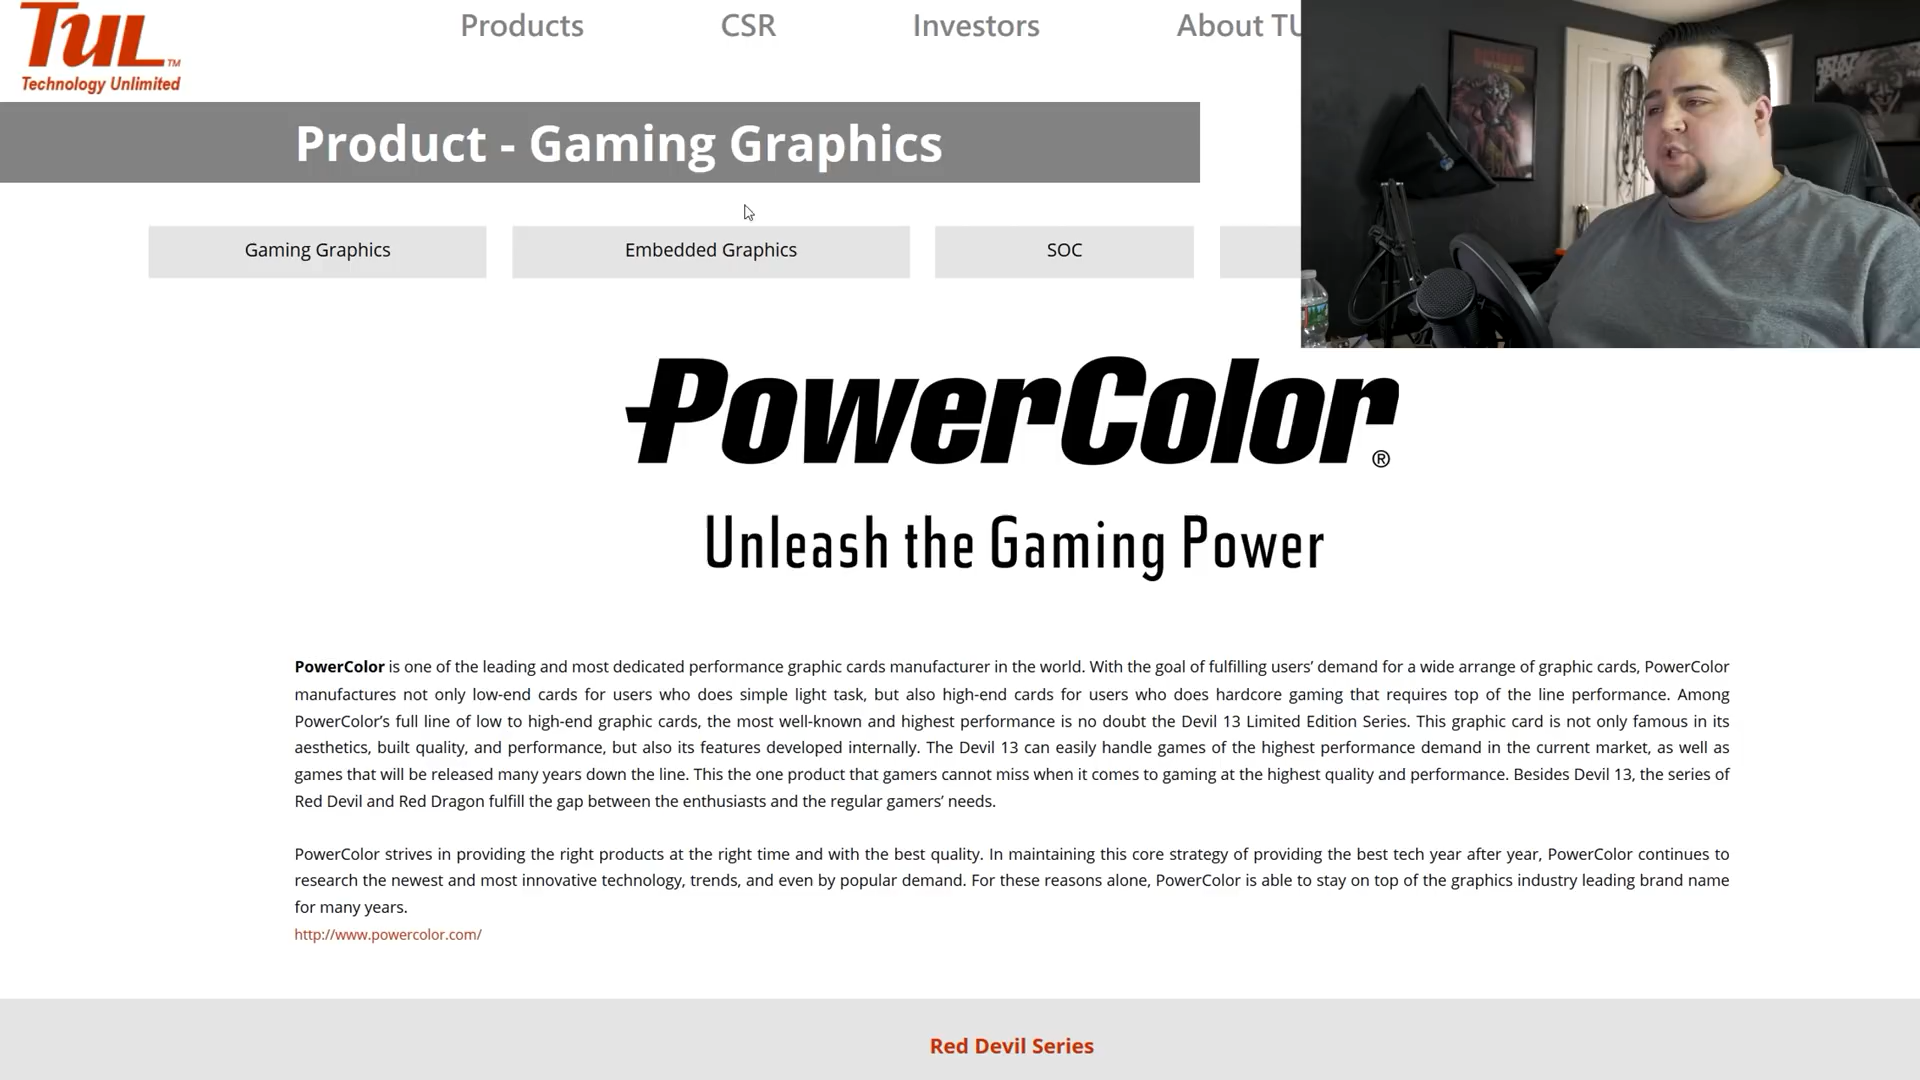 TUL™
Technology Unlimited
Products
CSR
Investors
About TU
Product - Gaming Graphics
Gaming Graphics
Embedded Graphics
SOC
PowerColor®
Unleash the Gaming Power
PowerColor is one of the leading and most dedicated performance graphic cards manufacturer in the world. With the goal of fulfilling users’ demand for a wide arrange of graphic cards, PowerColor
manufactures not only low-end cards for users who does simple light task, but also high-end cards for users who does hardcore gaming that requires top of the line performance. Among
PowerColor’s full line of low to high-end graphic cards, the most well-known and highest performance is no doubt the Devil 13 Limited Edition Series. This graphic card is not only famous in its
aesthetics, built quality, and performance, but also its features developed internally. The Devil 13 can easily handle games of the highest performance demand in the current market, as well as
games that will be released many years down the line. This the one product that gamers cannot miss when it comes to gaming at the highest quality and performance. Besides Devil 13, the series of
Red Devil and Red Dragon fulfill the gap between the enthusiasts and the regular gamers’ needs.
PowerColor strives in providing the right products at the right time and with the best quality. In maintaining this core strategy of providing the best tech year after year, PowerColor continues to
research the newest and most innovative technology, trends, and even by popular demand. For these reasons alone, PowerColor is able to stay on top of the graphics industry leading brand name
for many years.
http://www.powercolor.com/
Red Devil Series